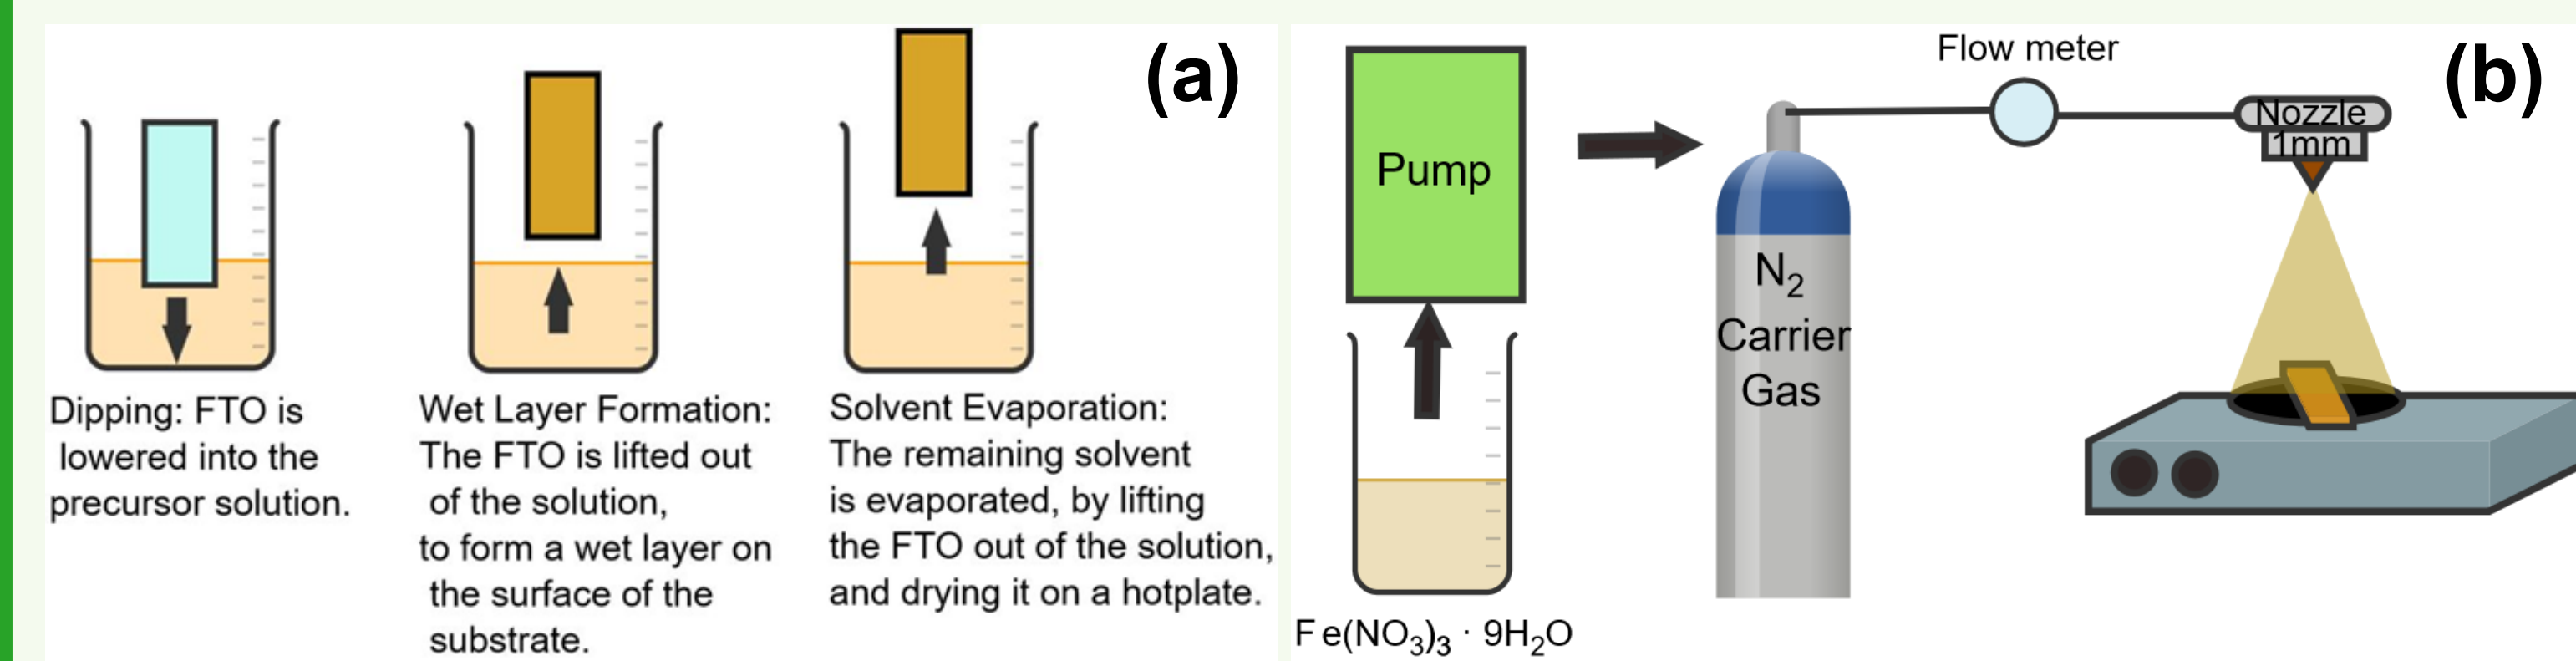 (a)
Dipping: FTO is
lowered into the
precursor solution.
Wet Layer Formation:
The FTO is lifted out
of the solution,
to form a wet layer on
the surface of the
substrate.
Solvent Evaporation:
The remaining solvent
is evaporated, by lifting
the FTO out of the solution,
and drying it on a hotplate.
(b)
Pump
Fe(NO₃)₃ · 9H₂O
N₂
Carrier
Gas
Flow meter
Nozzle
1mm